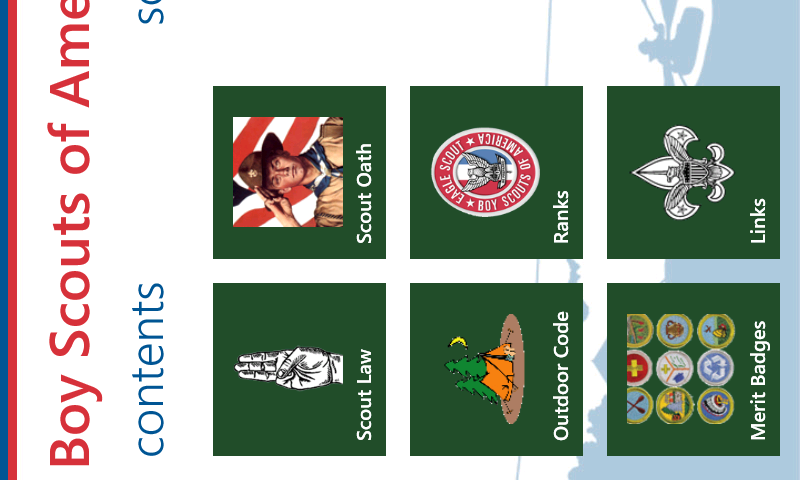 Boy Scouts of Ame
contents
sc
Scout Law
Scout Oath
Outdoor Code
EAGLE SCOUT
BOY SCOUTS OF AMERICA
Ranks
Merit Badges
Links